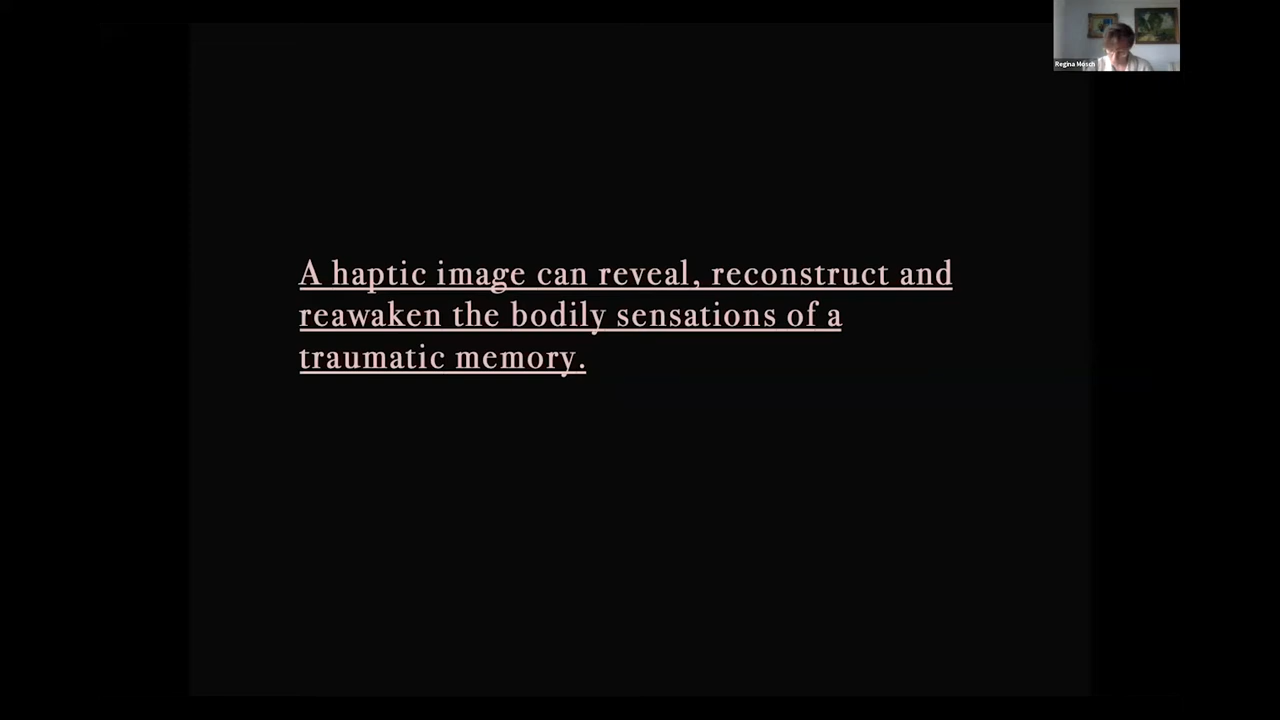 Regina Mösch
A haptic image can reveal, reconstruct and
reawaken the bodily sensations of a
traumatic memory.